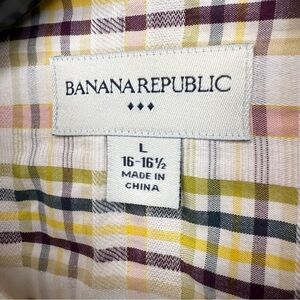 BANANA REPUBLIC
L
16-16½
MADE IN
CHINA